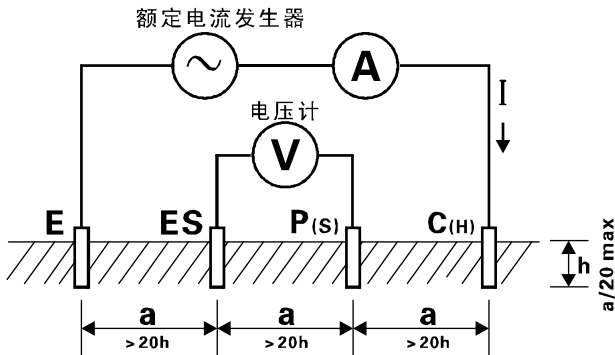 额定电流发生器
A
I
电压计
V
E ES P(S) C(H)
h
a/20 max
a a a
>20h >20h >20h